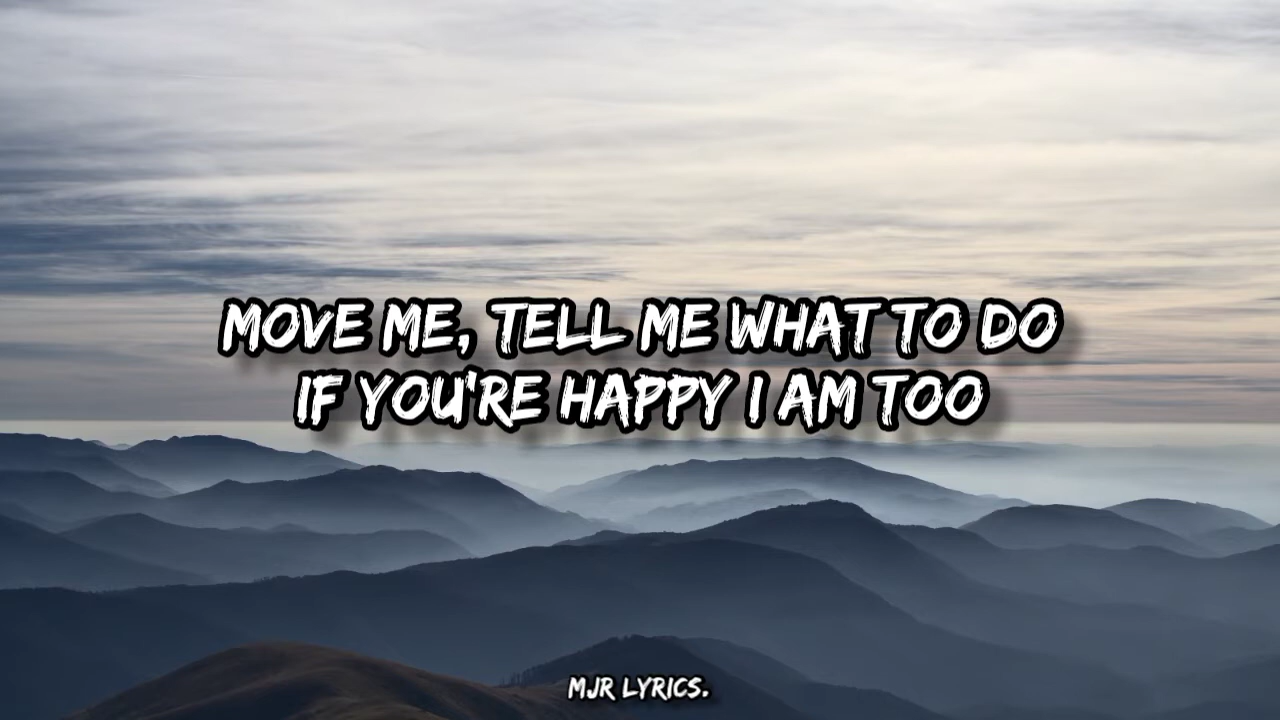 MOVE ME, TELL ME WHAT TO DO
IF YOU'RE HAPPY I AM TOO
MJR LYRICS.